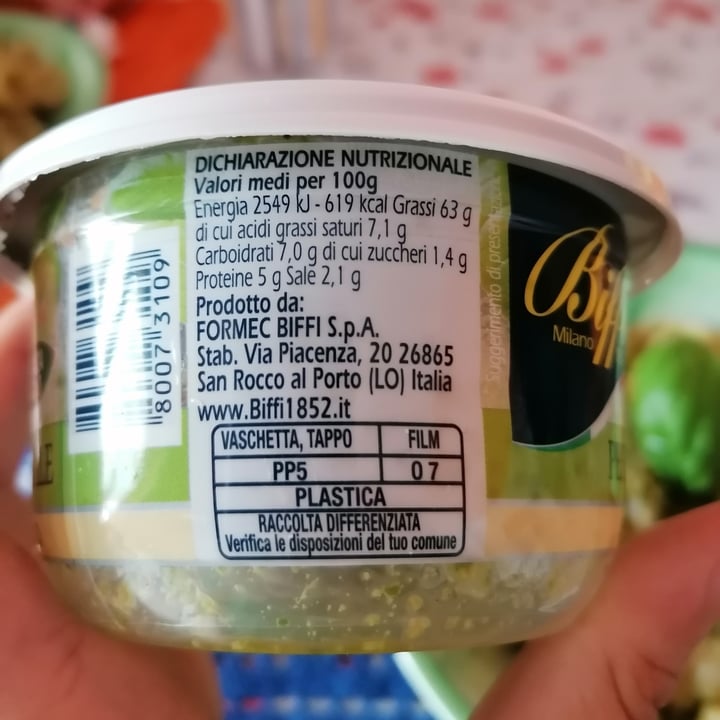 DICHIARAZIONE NUTRIZIONALE
Valori medi per 100g
Energia 2549 kJ - 619 kcal Grassi 63 g
di cui acidi grassi saturi 7,1 g
Carboidrati 7,0 g di cui zuccheri 1,4 g
Proteine 5 g Sale 2,1 g
Prodotto da:
FORMEC BIFFI S.p.A.
Stab. Via Piacenza, 20 26865
San Rocco al Porto (LO) Italia
www.Biffi1852.it
VASCHETTA, TAPPO FILM
PP5 07
PLASTICA
RACCOLTA DIFFERENZIATA
Verifica le disposizioni del tuo comune
8007 3109
Suggerimento di
Biff
Milano